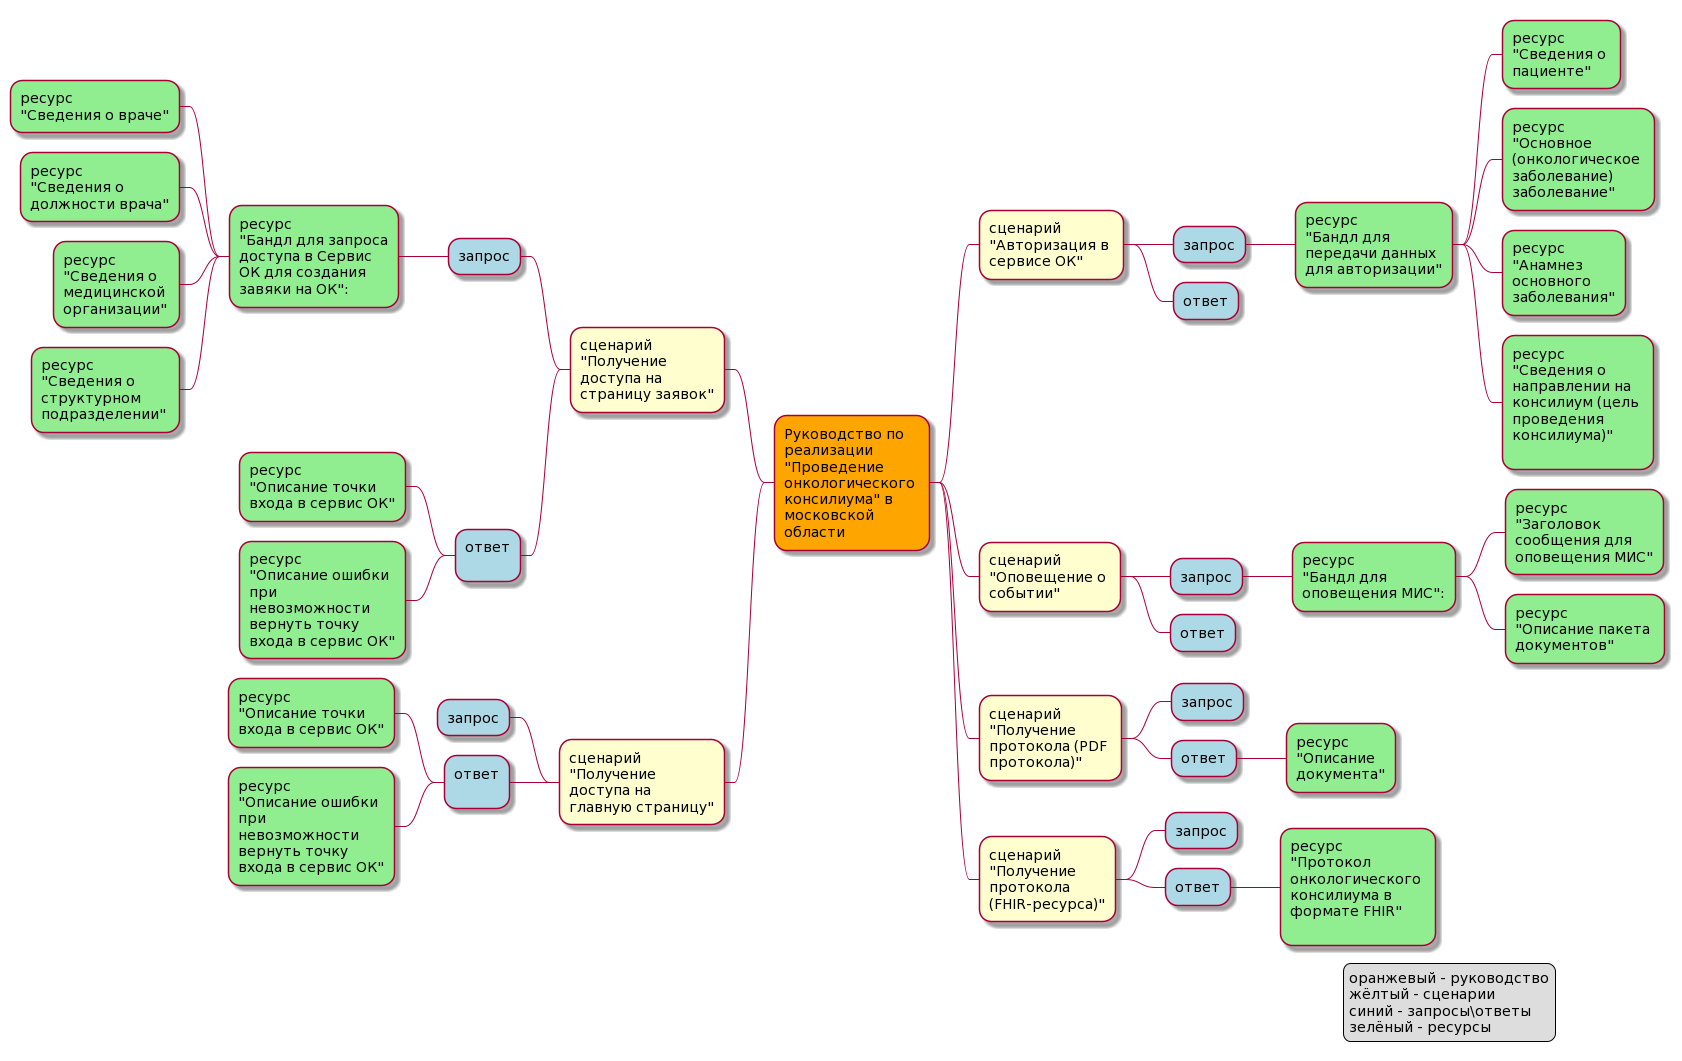 ресурс
"Сведения о враче"
ресурс
"Сведения о
должности врача"
ресурс
"Сведения о
медицинской
организации"
ресурс
"Сведения о
структурном
подразделении"
ресурс
"Бандл для запроса
доступа в Сервис
ОК для создания
завяки на ОК":
запрос
сценарий
"Получение
доступа на
страницу заявок"
ресурс
"Описание точки
входа в сервис ОК"
ресурс
"Описание ошибки
при
невозможности
вернуть точку
входа в сервис ОК"
ответ
ресурс
"Описание точки
входа в сервис ОК"
ресурс
"Описание ошибки
при
невозможности
вернуть точку
входа в сервис ОК"
запрос
ответ
сценарий
"Получение
доступа на
главную страницу"
Руководство по
реализации
"Проведение
онкологического
консилиума" в
московской
области
сценарий
"Авторизация в
сервисе ОК"
запрос
ответ
ресурс
"Бандл для
передачи данных
для авторизации"
ресурс
"Сведения о
пациенте"
ресурс
"Основное
(онкологическое
заболевание)
заболевание"
ресурс
"Анамнез
основного
заболевания"
ресурс
"Сведения о
направлении на
консилиум (цель
проведения
консилиума)"
сценарий
"Оповещение о
событии"
запрос
ответ
ресурс
"Бандл для
оповещения МИС":
ресурс
"Заголовок
сообщения для
оповещения МИС"
ресурс
"Описание пакета
документов"
сценарий
"Получение
протокола (PDF
протокола)"
запрос
ответ
ресурс
"Описание
документа"
сценарий
"Получение
протокола
(FHIR-ресурса)"
запрос
ответ
ресурс
"Протокол
онкологического
консилиума в
формате FHIR"
оранжевый - руководство
жёлтый - сценарии
синий - запросы\ответы
зелёный - ресурсы